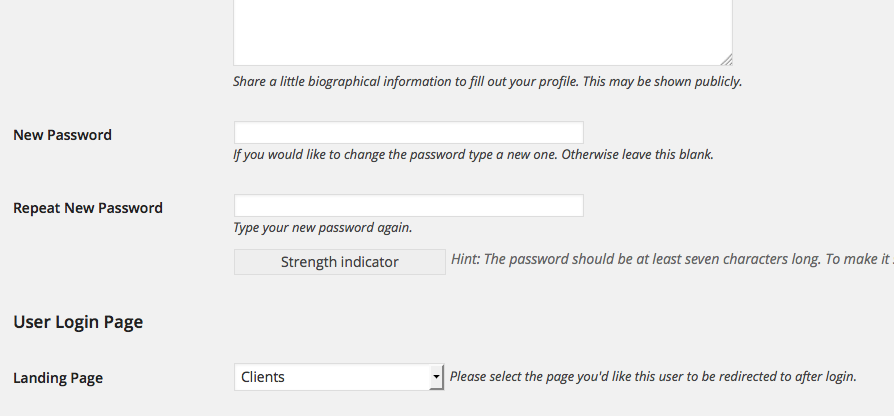 Share a little biographical information to fill out your profile. This may be shown publicly.
New Password
If you would like to change the password type a new one. Otherwise leave this blank.
Repeat New Password
Type your new password again.
Strength indicator Hint: The password should be at least seven characters long. To make it
User Login Page
Landing Page Clients Please select the page you'd like this user to be redirected to after login.